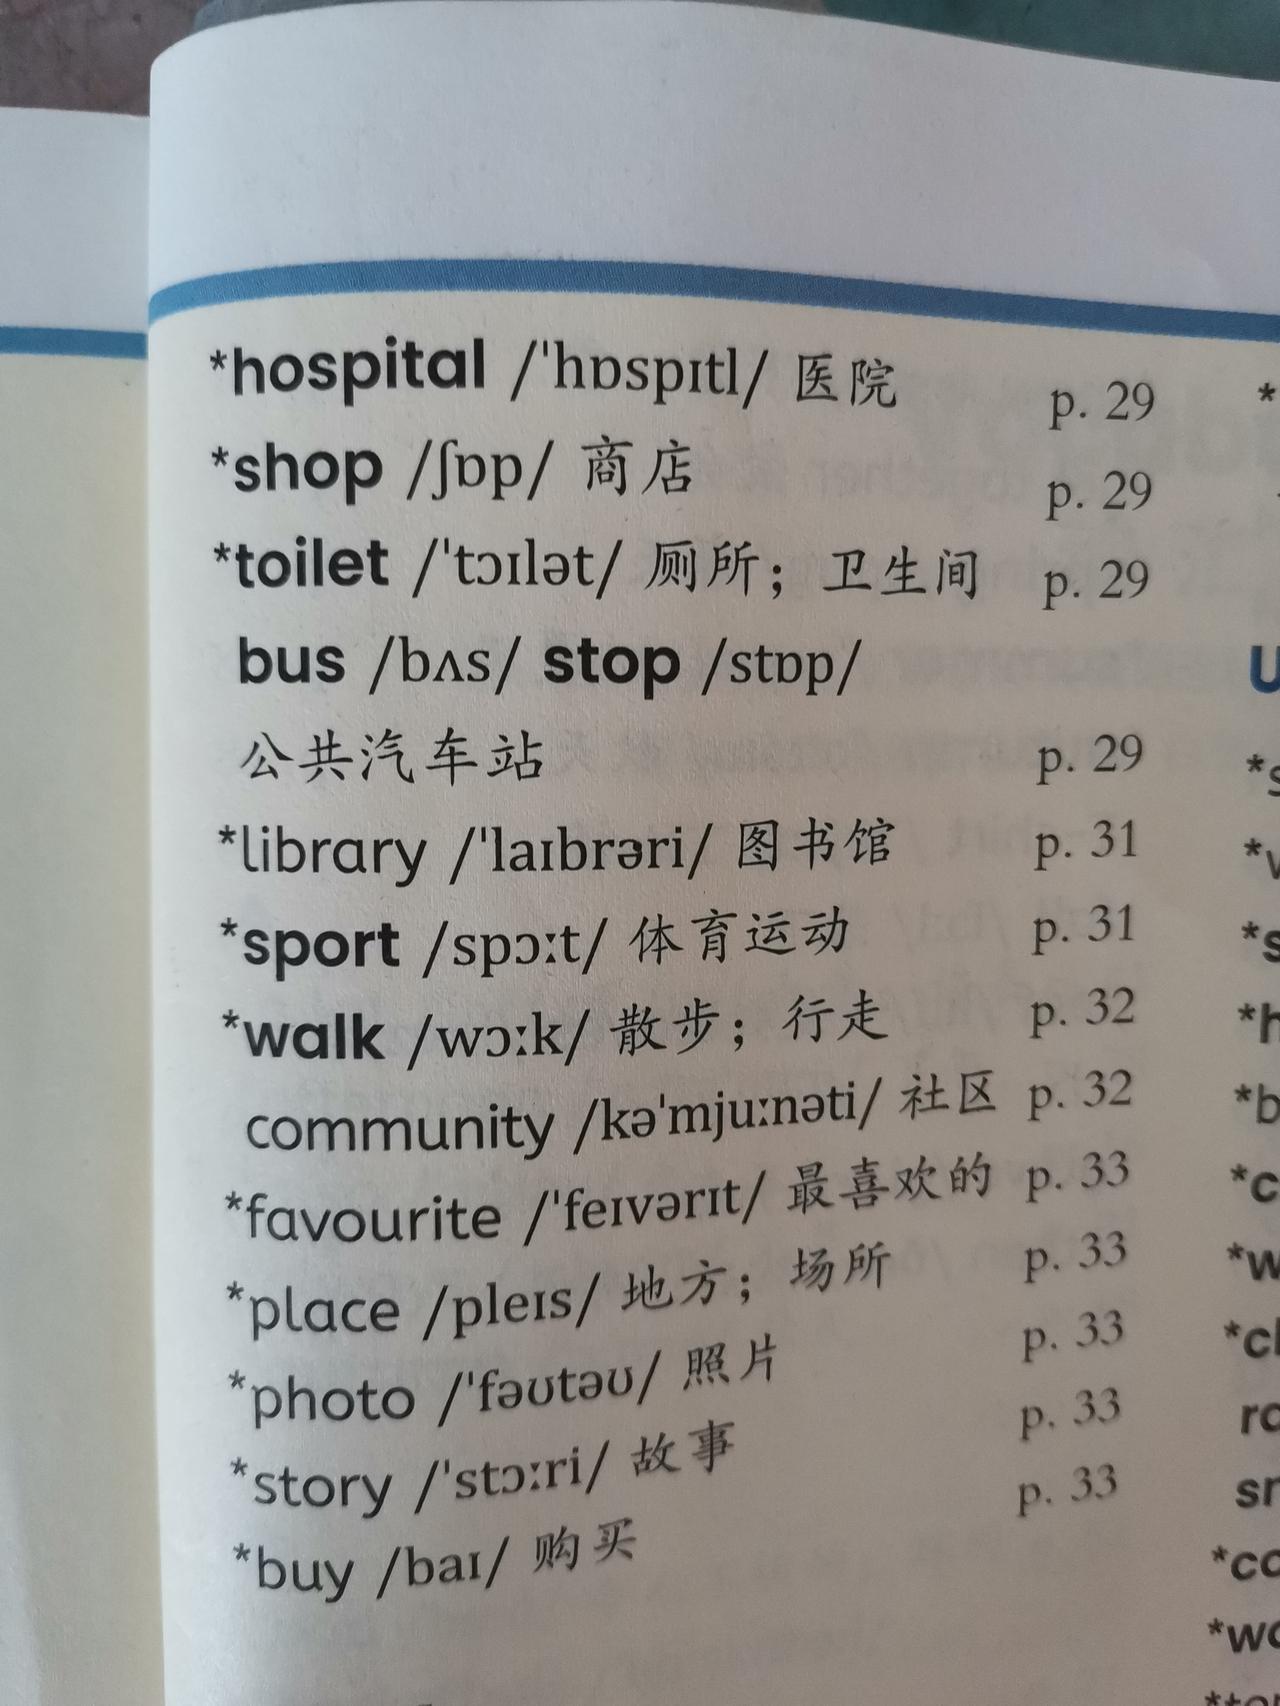 *hospital /ˈhɒspɪtl/ 医院 p. 29
*shop /ʃɒp/ 商店 p. 29
*toilet /ˈtɔɪlət/ 厕所；卫生间 p. 29
bus /bʌs/ stop /stɒp/
公共汽车站 p. 29
*library /ˈlaɪbrəri/ 图书馆 p. 31
*sport /spɔːt/ 体育运动 p. 31
*walk /wɔːk/ 散步；行走 p. 32
community /kəˈmjuːnəti/ 社区 p. 32
*favourite /ˈfeɪvərɪt/ 最喜欢的 p. 33
*place /pleɪs/ 地方；场所 p. 33
*photo /ˈfəʊtəʊ/ 照片 p. 33
*story /ˈstɔːri/ 故事 p. 33
*buy /baɪ/ 购买 p. 33